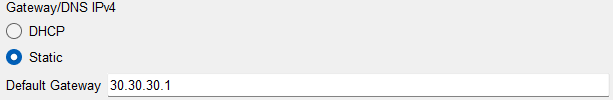 Gateway/DNS IPv4
DHCP
Static
Default Gateway 30.30.30.1